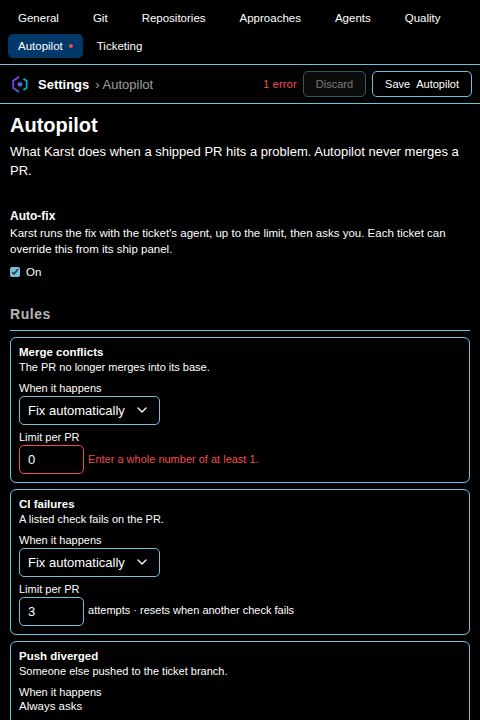 General Git Repositories Approaches Agents Quality
Autopilot Ticketing
Settings › Autopilot 1 error Discard Save Autopilot
Autopilot
What Karst does when a shipped PR hits a problem. Autopilot never merges a
PR.
Auto-fix
Karst runs the fix with the ticket's agent, up to the limit, then asks you. Each ticket can
override this from its ship panel.
On
Rules
Merge conflicts
The PR no longer merges into its base.
When it happens
Fix automatically
Limit per PR
0 Enter a whole number of at least 1.
CI failures
A listed check fails on the PR.
When it happens
Fix automatically
Limit per PR
3 attempts · resets when another check fails
Push diverged
Someone else pushed to the ticket branch.
When it happens
Always asks